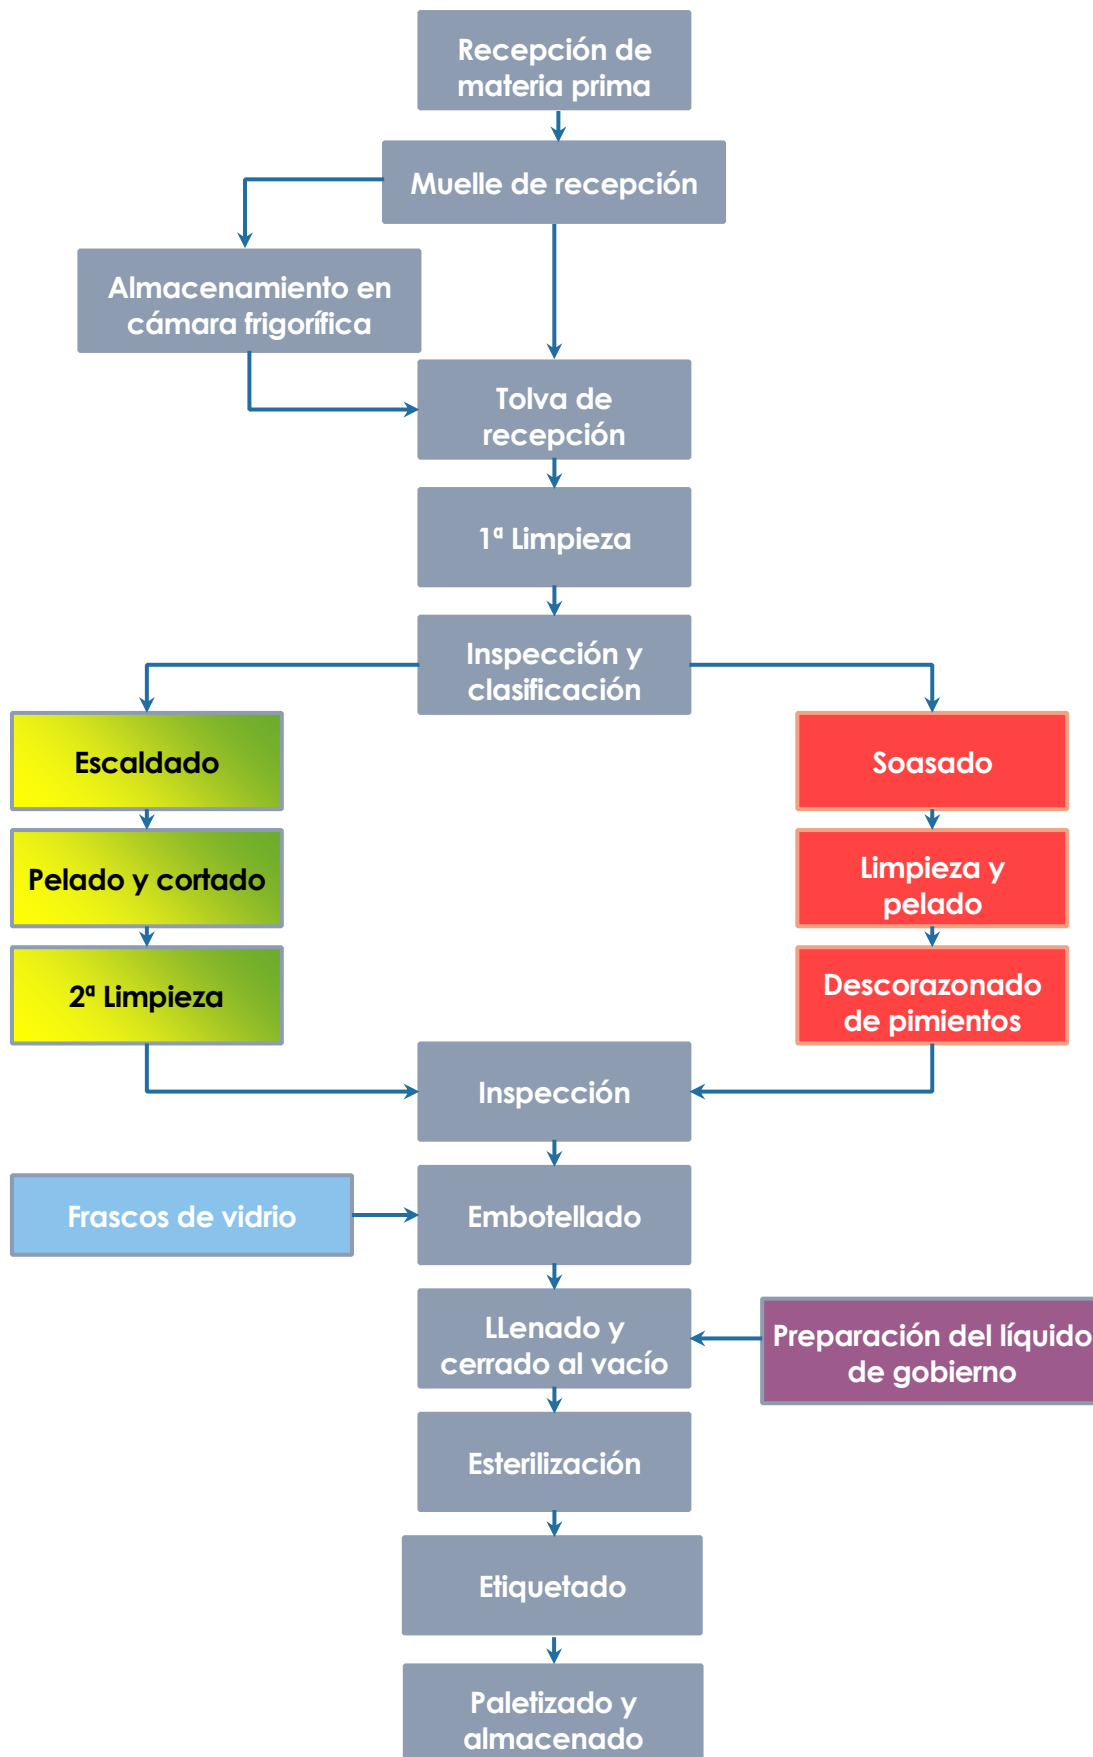 Recepción de
materia prima
Muelle de recepción
Almacenamiento en
cámara frigorífica
Tolva de
recepción
1ª Limpieza
Inspección y
clasificación
Escaldado
Soasado
Pelado y cortado
Limpieza y
pelado
2ª Limpieza
Descorazonado
de pimientos
Inspección
Frascos de vidrio
Embotellado
LLenado y
cerrado al vacío
Preparación del líquido
de gobierno
Esterilización
Etiquetado
Paletizado y
almacenado